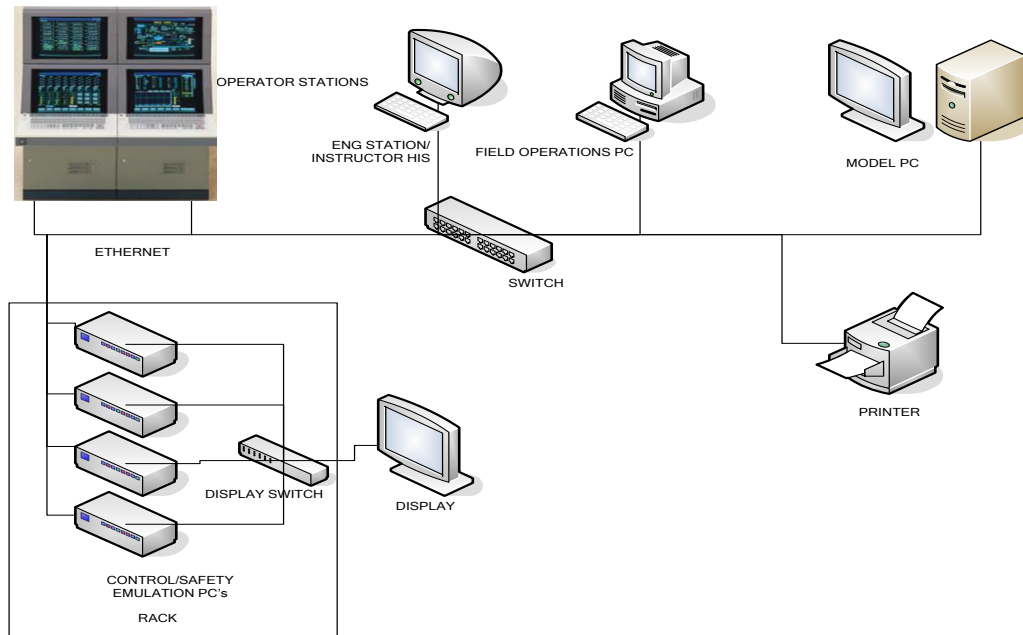 OPERATOR STATIONS
ENG STATION/
INSTRUCTOR HIS
FIELD OPERATIONS PC
MODEL PC
ETHERNET
SWITCH
PRINTER
DISPLAY SWITCH
DISPLAY
CONTROL/SAFETY
EMULATION PC's
RACK